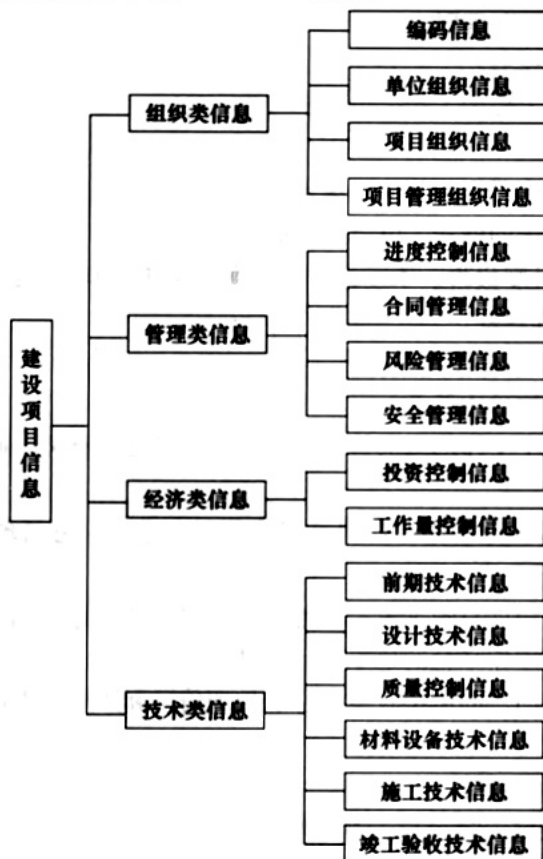 建设项目信息
组织类信息
编码信息
单位组织信息
项目组织信息
项目管理组织信息
管理类信息
进度控制信息
合同管理信息
风险管理信息
安全管理信息
经济类信息
投资控制信息
工作量控制信息
技术类信息
前期技术信息
设计技术信息
质量控制信息
材料设备技术信息
施工技术信息
竣工验收技术信息